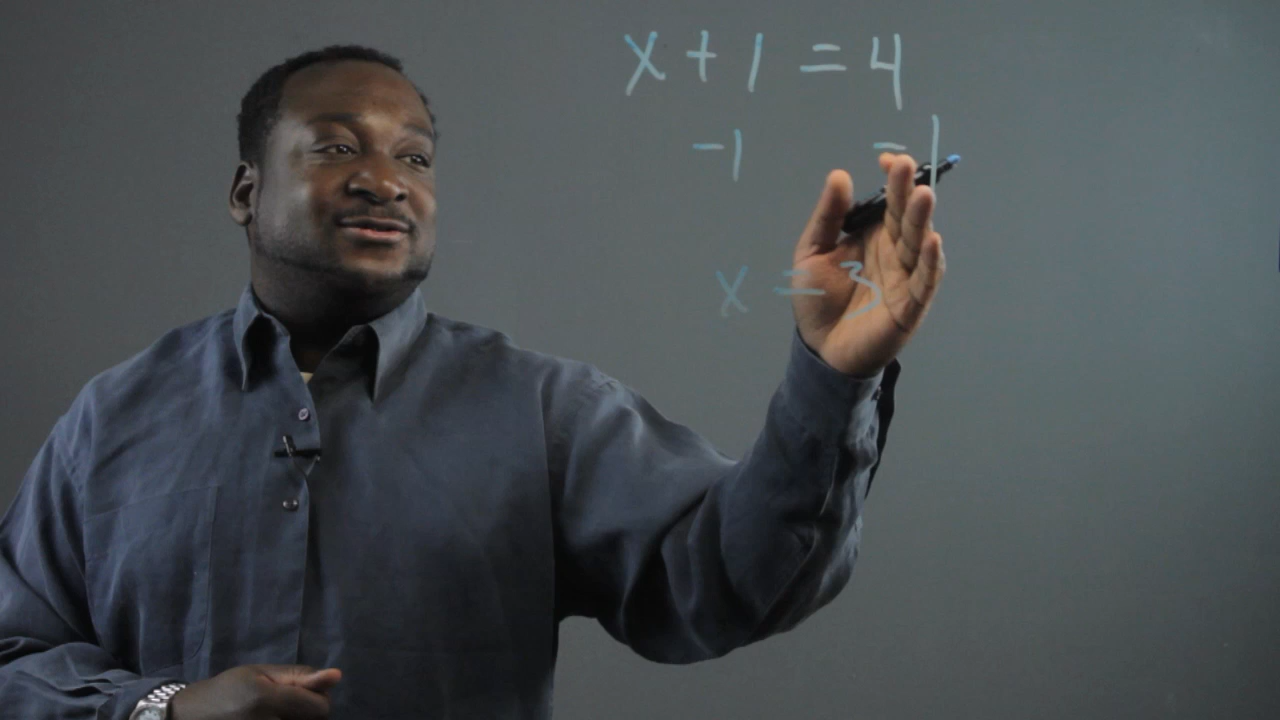 x + 1 = 4
-1 -1
x = 3